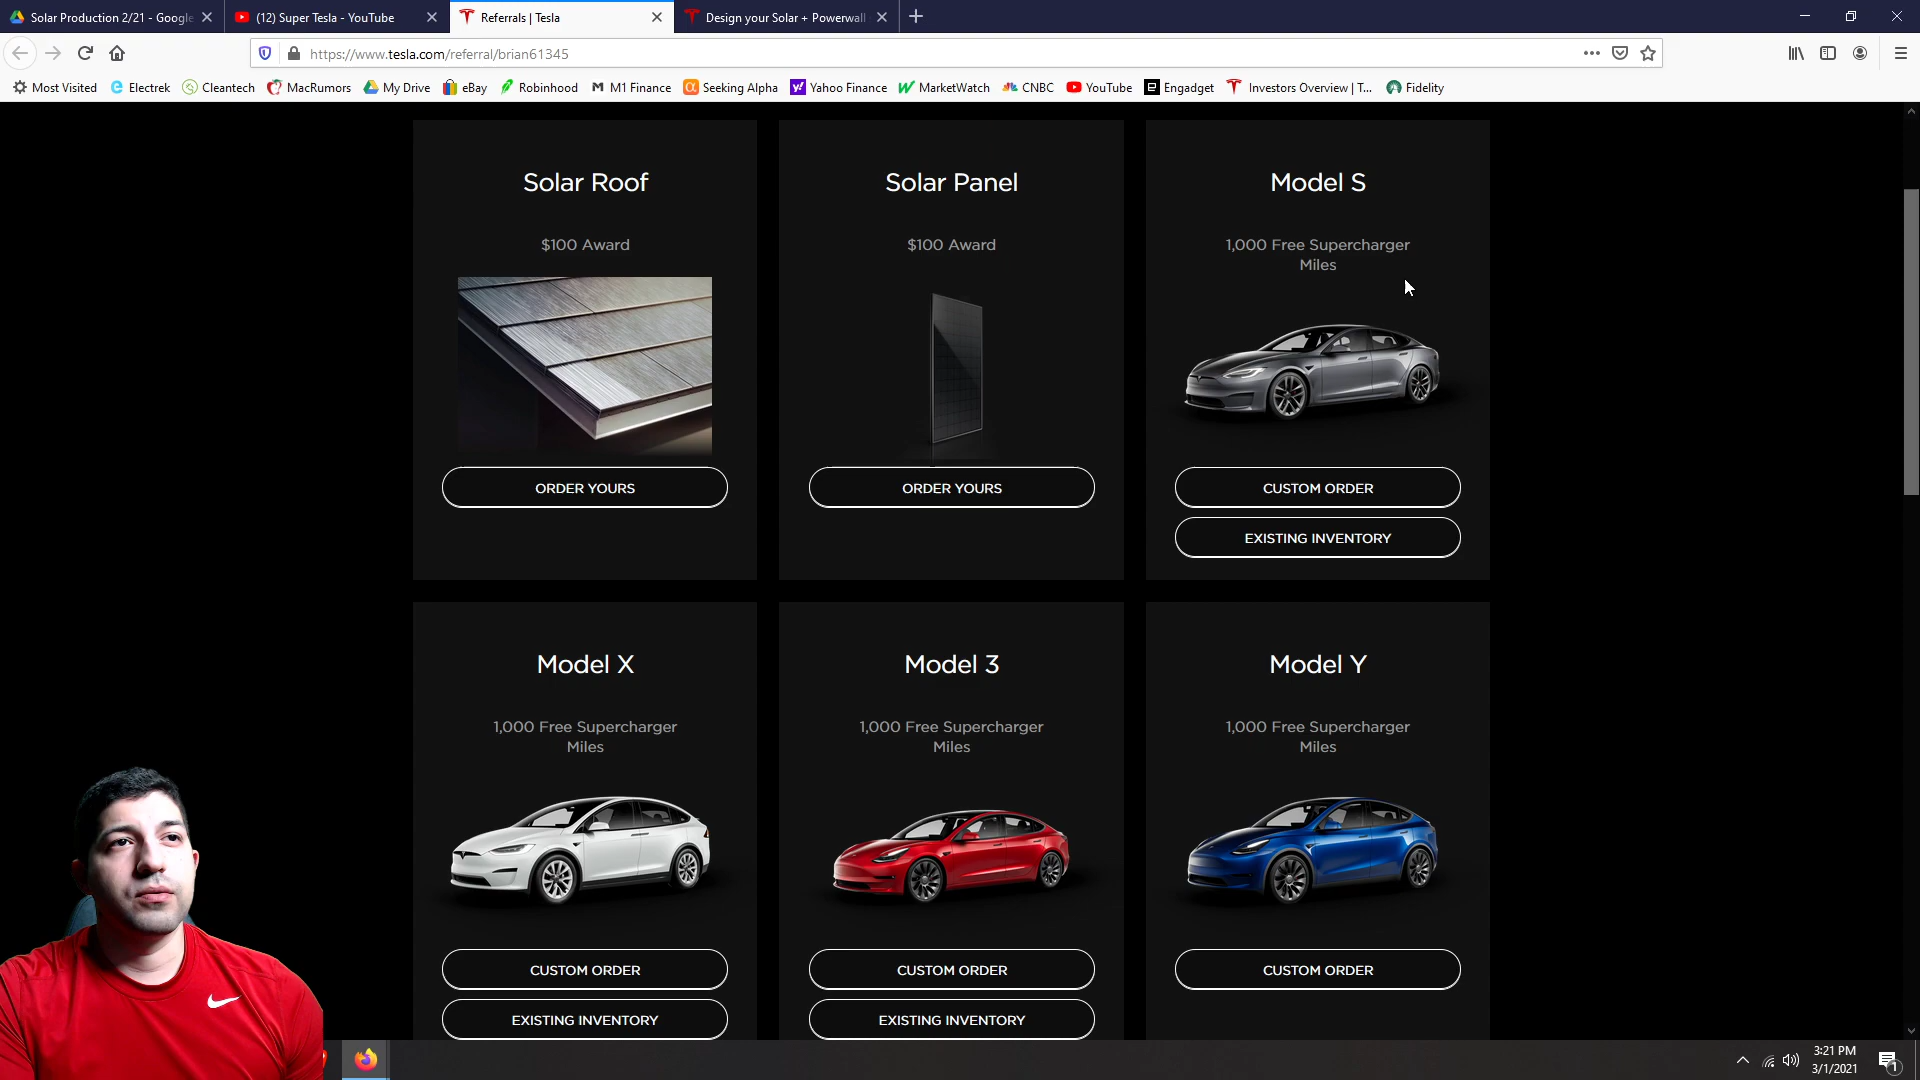 Solar Production 2/21 - Google
(12) Super Tesla - YouTube
Referrals | Tesla
Design your Solar + Powerwall
https://www.tesla.com/referral/brian61345
Most Visited
Electrek
Cleantech
MacRumors
My Drive
eBay
Robinhood
M1 Finance
Seeking Alpha
Yahoo Finance
MarketWatch
CNBC
YouTube
Engadget
Investors Overview | T...
Fidelity
Solar Roof
$100 Award
ORDER YOURS
Solar Panel
$100 Award
ORDER YOURS
Model S
1,000 Free Supercharger
Miles
CUSTOM ORDER
EXISTING INVENTORY
Model X
1,000 Free Supercharger
Miles
CUSTOM ORDER
EXISTING INVENTORY
Model 3
1,000 Free Supercharger
Miles
CUSTOM ORDER
EXISTING INVENTORY
Model Y
1,000 Free Supercharger
Miles
CUSTOM ORDER
3:21 PM
3/1/2021
1